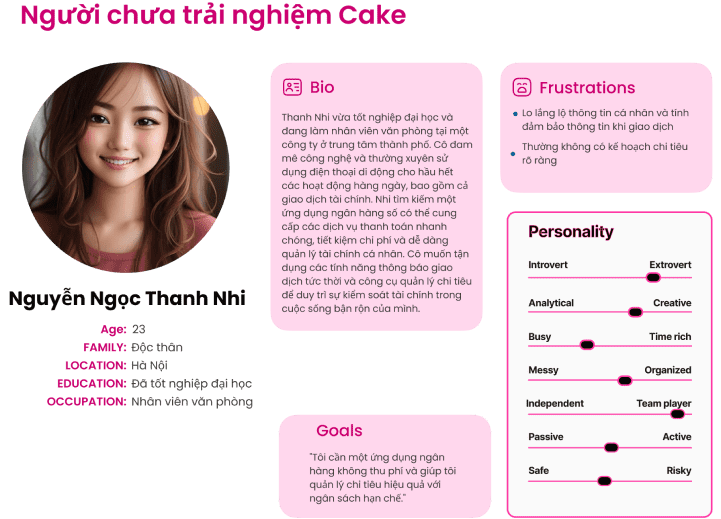 Người chưa trải nghiệm Cake
Nguyễn Ngọc Thanh Nhi
Age: 23
FAMILY: Độc thân
LOCATION: Hà Nội
EDUCATION: Đã tốt nghiệp đại học
OCCUPATION: Nhân viên văn phòng
Bio
Thanh Nhi vừa tốt nghiệp đại học và
đang làm nhân viên văn phòng tại một
công ty ở trung tâm thành phố. Cô đam
mê công nghệ và thường xuyên sử
dụng điện thoại di động cho hầu hết
các hoạt động hàng ngày, bao gồm cả
giao dịch tài chính. Nhi tìm kiếm một
ứng dụng ngân hàng số có thể cung
cấp các dịch vụ thanh toán nhanh
chóng, tiết kiệm chi phí và dễ dàng
quản lý tài chính cá nhân. Cô muốn tận
dụng các tính năng thông báo giao
dịch tức thời và công cụ quản lý chi tiêu
để duy trì sự kiểm soát tài chính trong
cuộc sống bận rộn của mình.
Goals
"Tôi cần một ứng dụng ngân
hàng không thu phí và giúp tôi
quản lý chi tiêu hiệu quả với
ngân sách hạn chế."
Frustrations
Lo lắng lộ thông tin cá nhân và tính
đảm bảo thông tin khi giao dịch
Thường không có kế hoạch chi tiêu
rõ ràng
Personality
Introvert Extrovert
Analytical Creative
Busy Time rich
Messy Organized
Independent Team player
Passive Active
Safe Risky